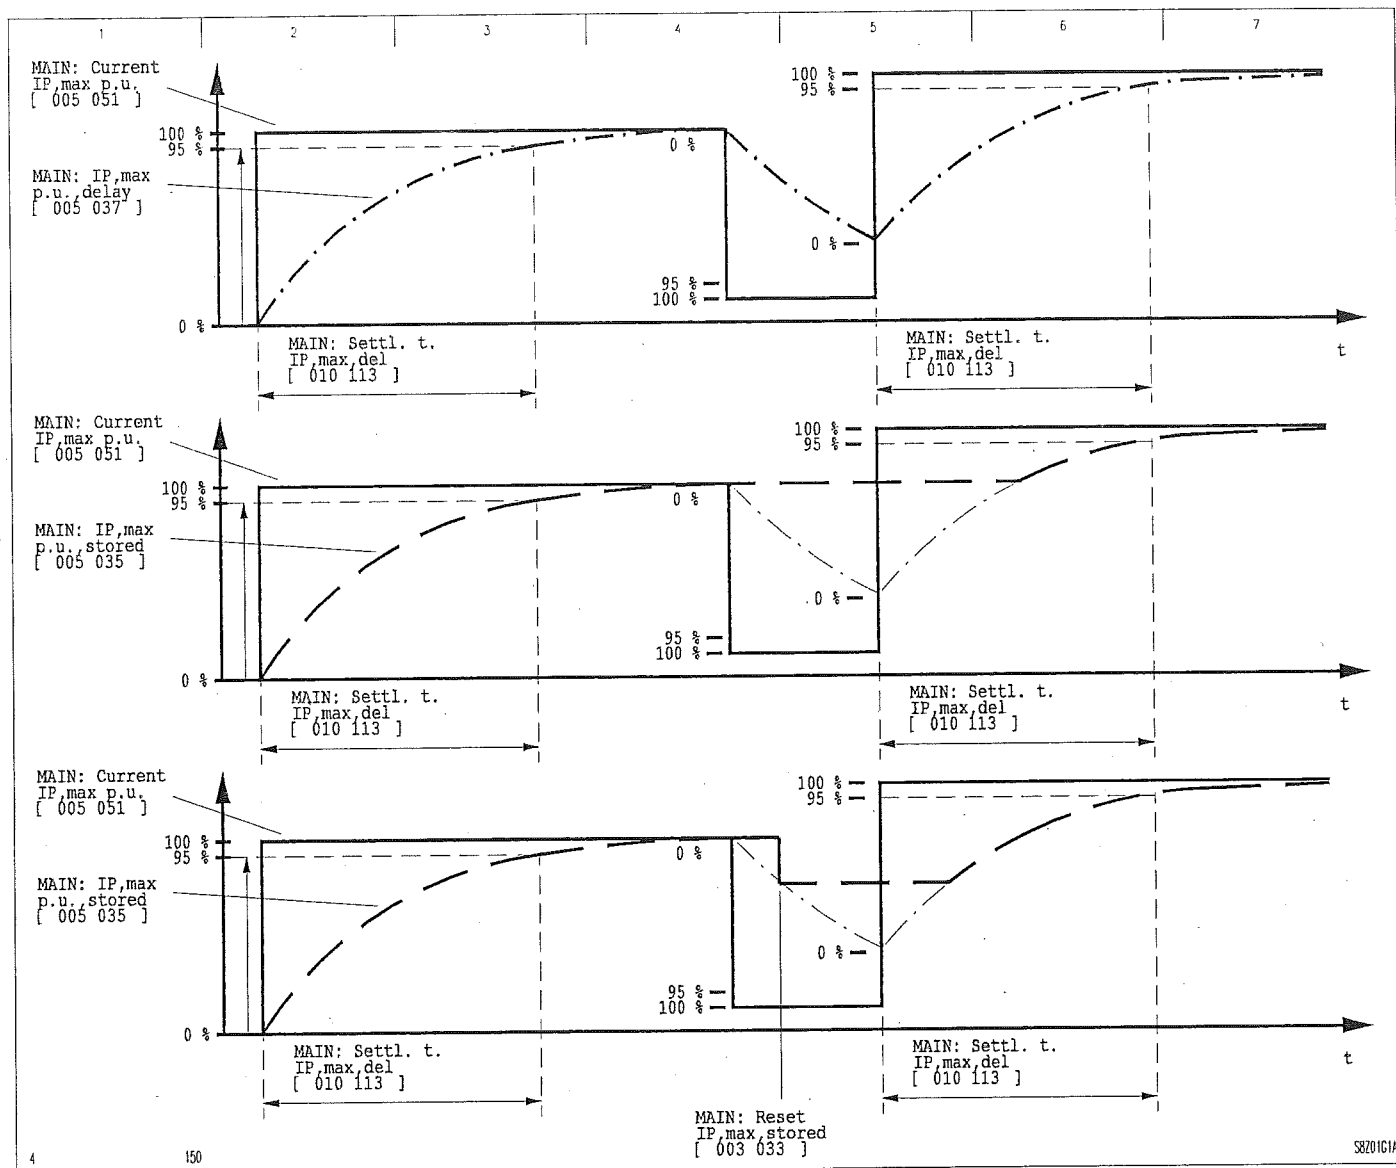 1 2 3 4 5 6 7
MAIN: Current
IP,max p.u.
[ 005 051 ]
100 %
95 %
MAIN: IP,max
p.u.,delay
[ 005 037 ]
0 %
0 %
95 %
100 %
0 %
100 %
95 %
t
MAIN: Settl. t.
IP,max,del
[ 010 113 ]
MAIN: Settl. t.
IP,max,del
[ 010 113 ]
MAIN: Current
IP,max p.u.
[ 005 051 ]
100 %
95 %
MAIN: IP,max
p.u.,stored
[ 005 035 ]
0 %
0 %
95 %
100 %
0 %
100 %
95 %
t
MAIN: Settl. t.
IP,max,del
[ 010 113 ]
MAIN: Settl. t.
IP,max,del
[ 010 113 ]
MAIN: Current
IP,max p.u.
[ 005 051 ]
100 %
95 %
MAIN: IP,max
p.u.,stored
[ 005 035 ]
0 %
0 %
95 %
100 %
0 %
100 %
95 %
t
MAIN: Settl. t.
IP,max,del
[ 010 113 ]
MAIN: Settl. t.
IP,max,del
[ 010 113 ]
MAIN: Reset
IP,max,stored
[ 003 033 ]
4
150
S8Z01G1A